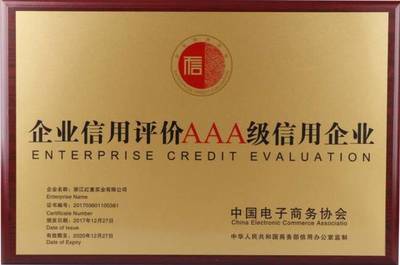 信
企业信用评价AAA级信用企业
ENTERPRISE CREDIT EVALUATION
企业名称：浙江红重实业有限公司
Enterprise Name
证书编号：
Certificate Number
颁发日期：2017年12月27日
Date of Issue
有效期至：2020年12月27日
Date of Expiry
中国电子商务协会
China Electronic Commerce Associatio
中华人民共和国商务部信用办公室监制